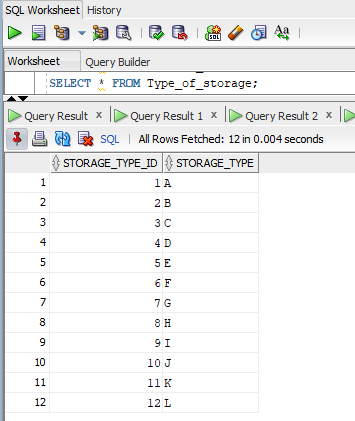 SQL Worksheet History
Aa
Worksheet Query Builder
SELECT * FROM Type_of_storage;
Query Result × Query Result 1 × Query Result 2 ×
SQL | All Rows Fetched: 12 in 0.004 seconds
STORAGE_TYPE_ID STORAGE_TYPE
1 1 A
2 2 B
3 3 C
4 4 D
5 5 E
6 6 F
7 7 G
8 8 H
9 9 I
10 10 J
11 11 K
12 12 L